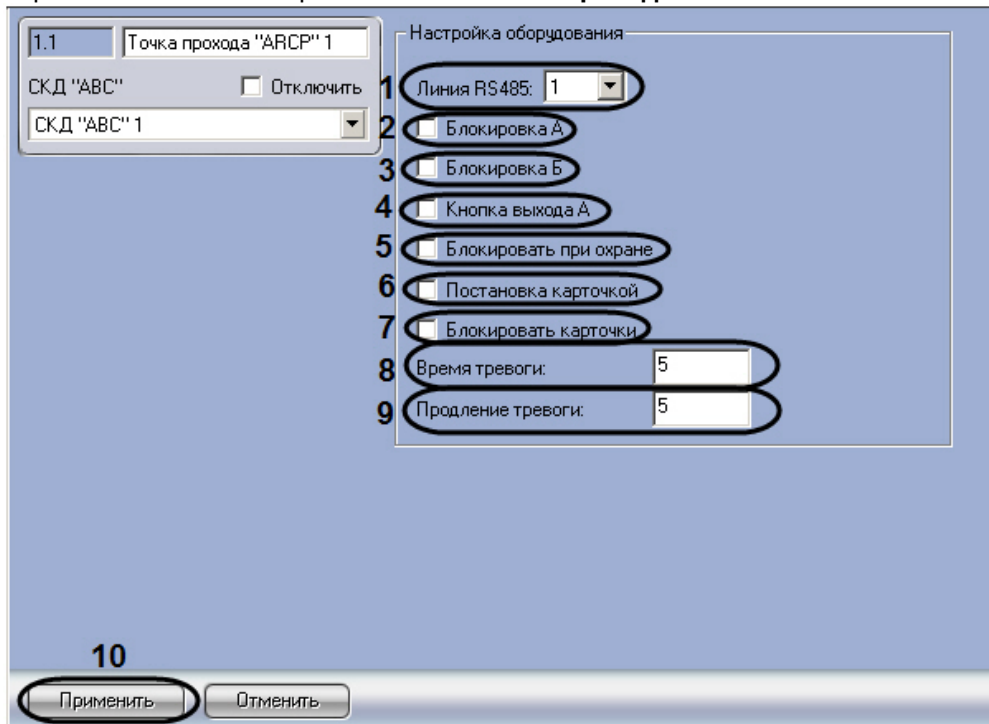 1.1 Точка прохода "ARCP" 1
СКД "ABC" Отключить
СКД "ABC" 1
Настройка оборудования
1 Линия RS485: 1
2 Блокировка А
3 Блокировка Б
4 Кнопка выхода А
5 Блокировать при охране
6 Постановка карточкой
7 Блокировать карточки
8 Время тревоги: 5
9 Продление тревоги: 5
10
Применить Отменить